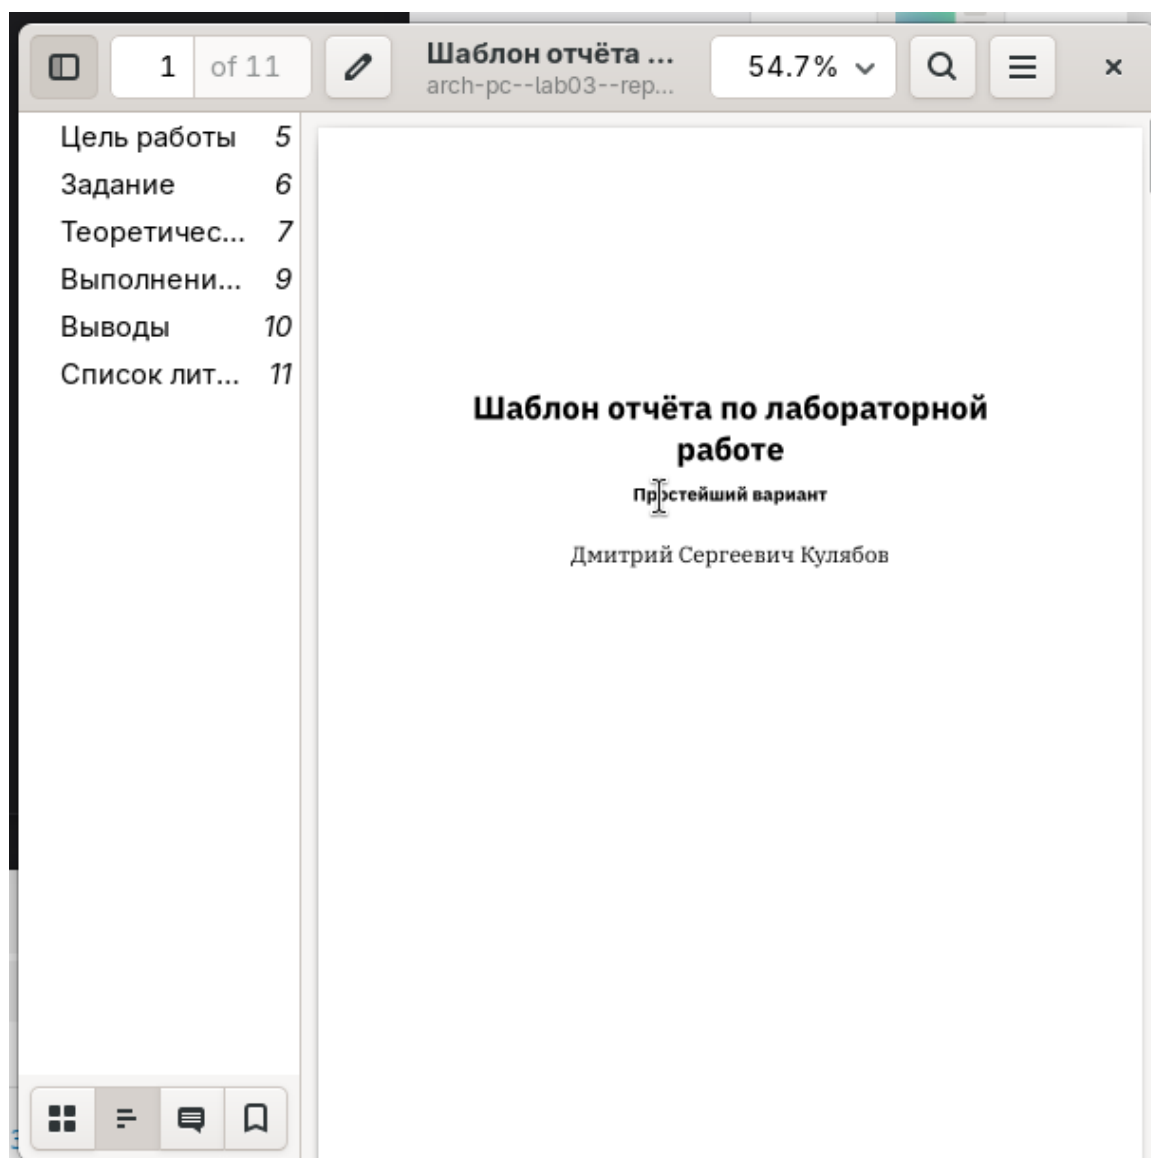 1 of 11
Шаблон отчёта ...
arch-pc--lab03--rep...
54.7%
Цель работы 5
Задание 6
Теоретичес... 7
Выполнени... 9
Выводы 10
Список лит... 11
Шаблон отчёта по лабораторной
работе
Простейший вариант
Дмитрий Сергеевич Кулябов